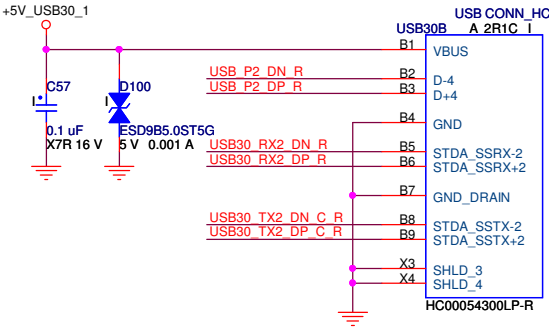 +5V_USB30_1
USB CONN_HO
USB30B
A 2R1C I
B1
VBUS
C57
D100
I
I
0.1 uF
X7R 16 V
ESD9B5.0ST5G
5 V 0.001 A
USB_P2_DN_R
B2
D-4
USB_P2_DP_R
B3
D+4
B4
GND
USB30_RX2_DN_R
B5
STDA_SSRX-2
USB30_RX2_DP_R
B6
STDA_SSRX+2
B7
GND_DRAIN
USB30_TX2_DN_C_R
B8
STDA_SSTX-2
USB30_TX2_DP_C_R
B9
STDA_SSTX+2
X3
SHLD_3
X4
SHLD_4
HC00054300LP-R